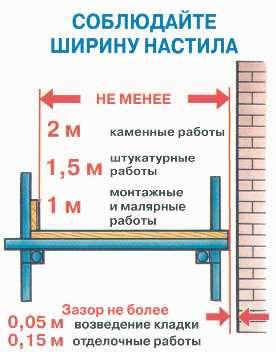 СОБЛЮДАЙТЕ
ШИРИНУ НАСТИЛА
НЕ МЕНЕЕ
2 м каменные работы
1,5 м штукатурные
работы
1 м монтажные
и малярные
работы
Зазор не более
0,05 м возведение кладки
0,15 м отделочные работы